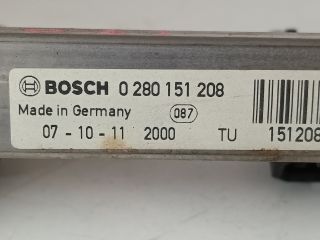 BOSCH 0 280 151 208
Made in Germany 087
07 - 10 - 11 2000 TU 151208